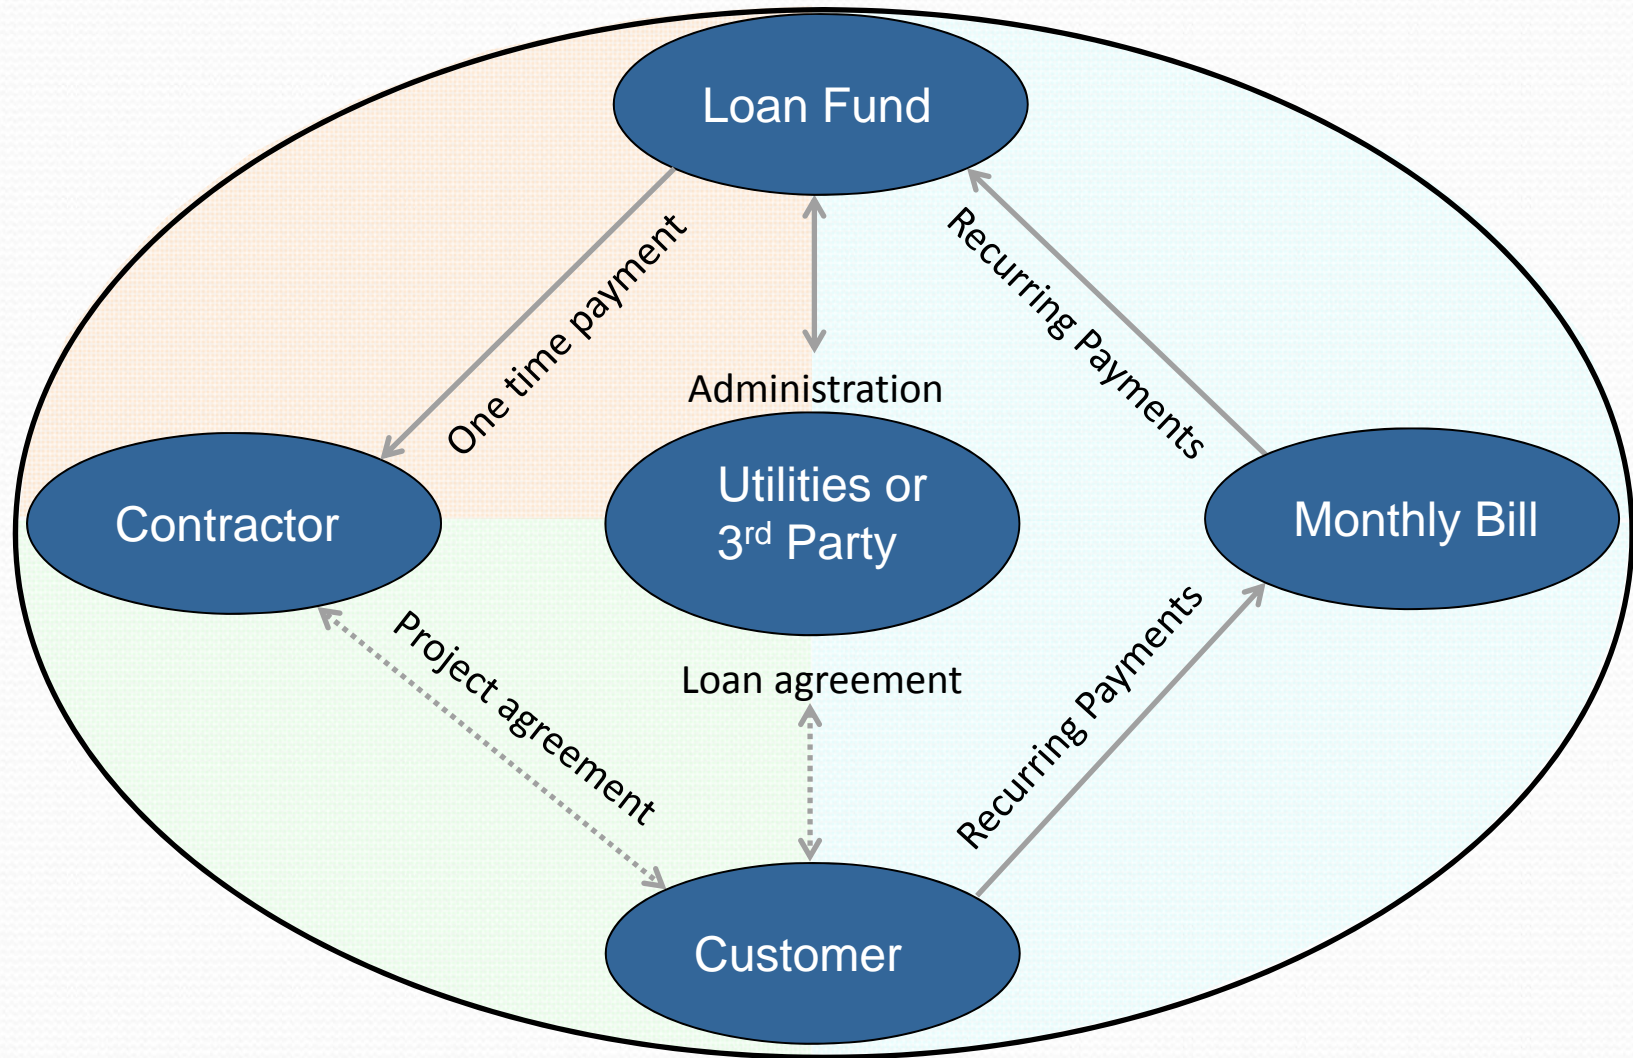 Loan Fund
One time payment
Recurring Payments
Administration
Contractor
Utilities or
3rd Party
Monthly Bill
Project agreement
Loan agreement
Recurring Payments
Customer